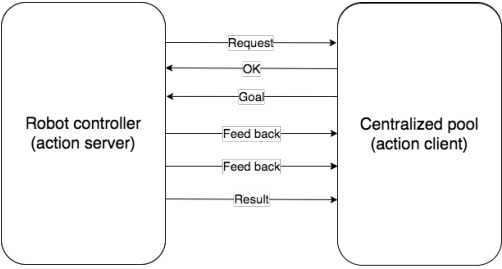 Robot controller
(action server)
Request
OK
Goal
Feed back
Feed back
Result
Centralized pool
(action client)